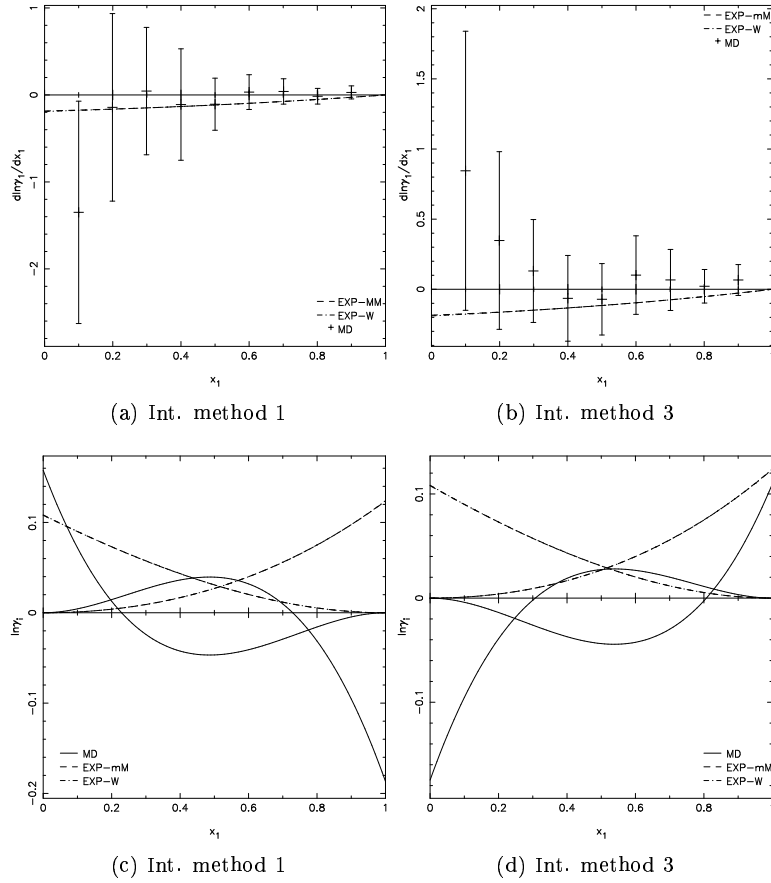 1
0
−1
−2
dlnγ₁/dx₁
0
0.2
0.4
0.6
0.8
1
x₁
EXP−MM
EXP−W
MD
(a) Int. method 1
2
1.5
1
0.5
0
dlnγ₁/dx₁
0
0.2
0.4
0.6
0.8
x₁
EXP−mM
EXP−W
MD
(b) Int. method 3
0.1
0
−0.1
−0.2
lnγᵢ
0
0.2
0.4
0.6
0.8
1
x₁
MD
EXP−mM
EXP−W
(c) Int. method 1
0.1
0
−0.1
lnγᵢ
0
0.2
0.4
0.6
0.8
x₁
MD
EXP−mM
EXP−W
(d) Int. method 3